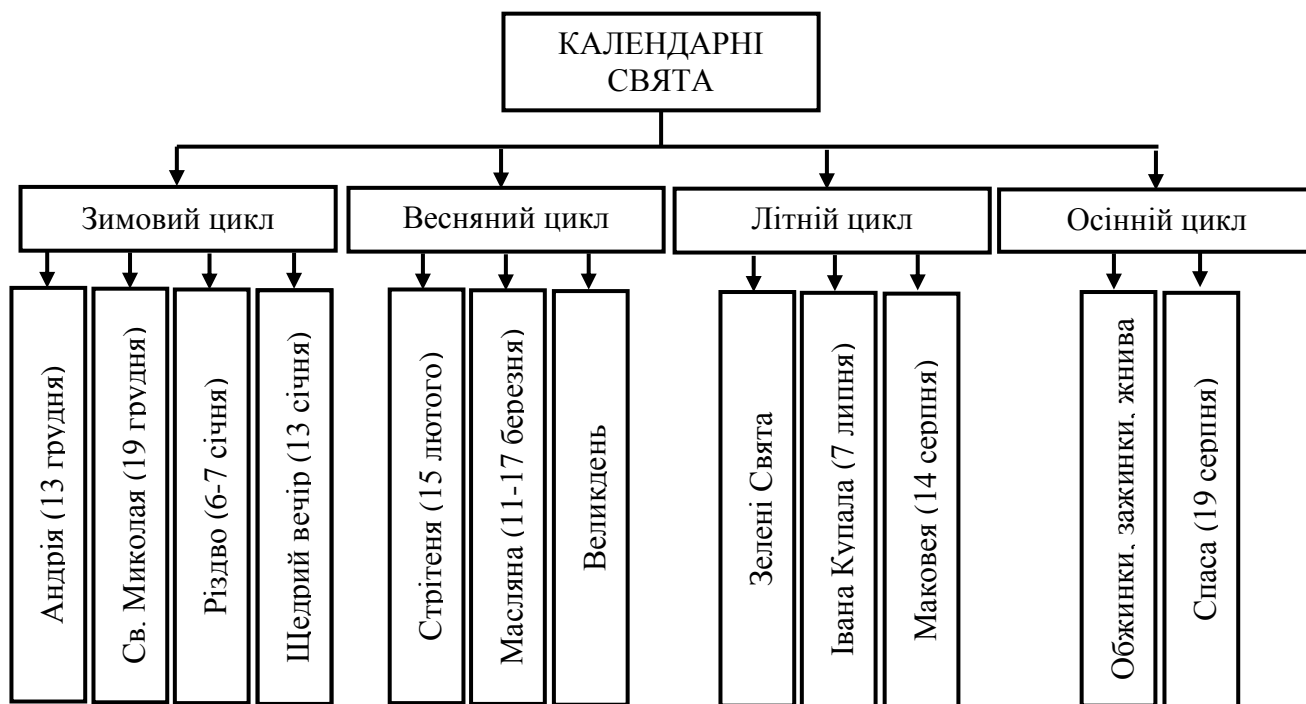 КАЛЕНДАРНІ
СВЯТА
Зимовий цикл
Весняний цикл
Літній цикл
Осінній цикл
Андрія (13 грудня)
Св. Миколая (19 грудня)
Різдво (6-7 січня)
Щедрий вечір (13 січня)
Стрітеня (15 лютого)
Масляна (11-17 березня)
Великдень
Зелені Свята
Івана Купала (7 липня)
Маковея (14 серпня)
Обжинки, зажинки, жнива
Спаса (19 серпня)